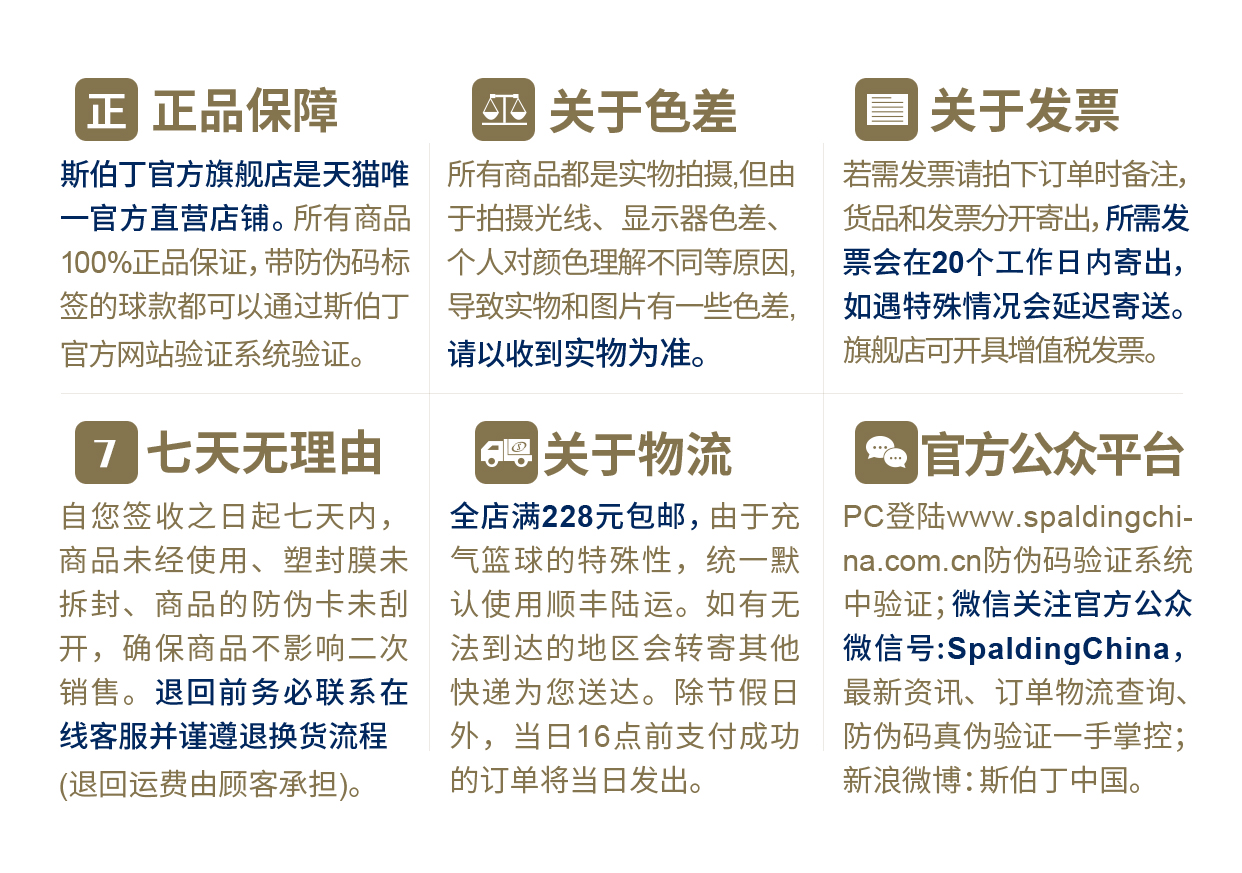 正 正品保障
斯伯丁官方旗舰店是天猫唯
一官方直营店铺。所有商品
100%正品保证，带防伪码标
签的球款都可以通过斯伯丁
官方网站验证系统验证。
关于色差
所有商品都是实物拍摄,但由
于拍摄光线、显示器色差、
个人对颜色理解不同等原因,
导致实物和图片有一些色差,
请以收到实物为准。
关于发票
若需发票请拍下订单时备注,
货品和发票分开寄出,所需发
票会在20个工作日内寄出，
如遇特殊情况会延迟寄送。
旗舰店可开具增值税发票。
7 七天无理由
自您签收之日起七天内，
商品未经使用、塑封膜未
拆封、商品的防伪卡未刮
开，确保商品不影响二次
销售。退回前务必联系在
线客服并谨遵退换货流程
(退回运费由顾客承担)。
关于物流
全店满228元包邮，由于充
气篮球的特殊性，统一默
认使用顺丰陆运。如有无
法到达的地区会转寄其他
快递为您送达。除节假日
外，当日16点前支付成功
的订单将当日发出。
官方公众平台
PC登陆www.spaldingchi-
na.com.cn防伪码验证系统
中验证；微信关注官方公众
微信号:SpaldingChina，
最新资讯、订单物流查询、
防伪码真伪验证一手掌控；
新浪微博：斯伯丁中国。